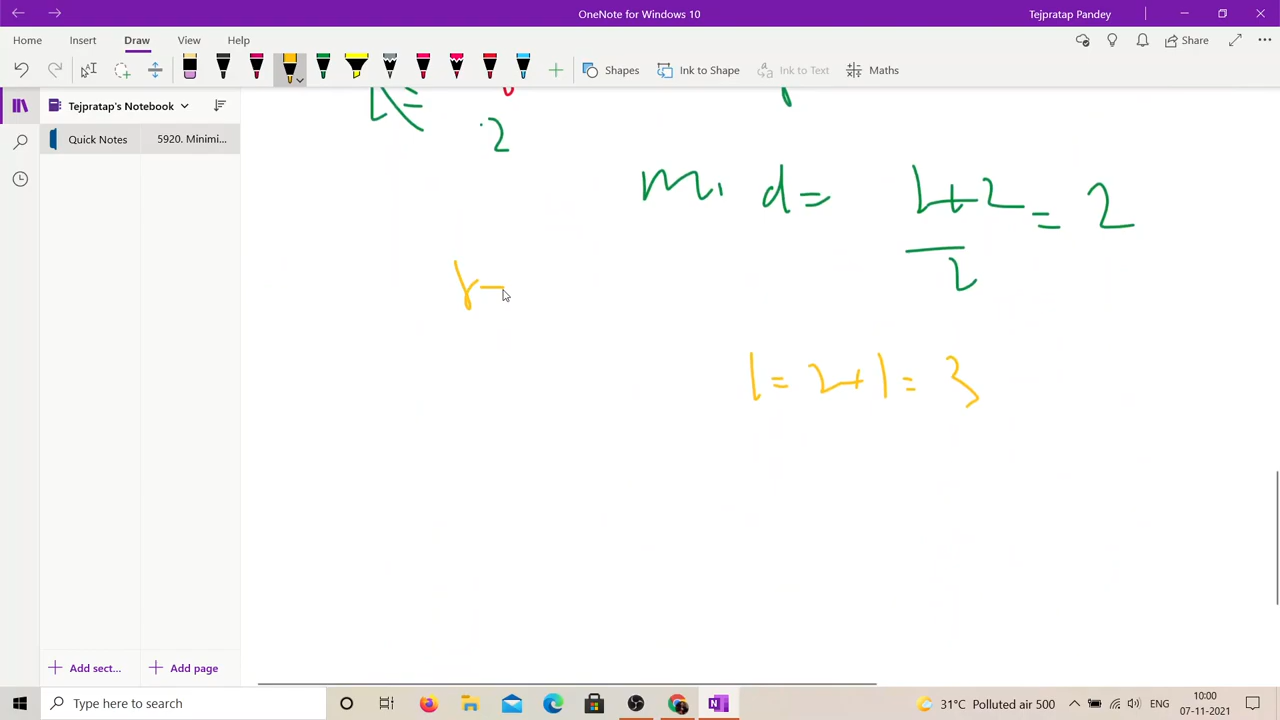 OneNote for Windows 10
Tejpratap Pandey
Home Insert Draw View Help
Share
Shapes
Ink to Shape
Ink to Text
Maths
Tejpratap's Notebook
Quick Notes
5920. Minimi...
2
mid = 1+2 = 2
2
r-
l = 2+1 = 3
Add sect...
Add page
Type here to search
31°C Polluted air 500
ENG
10:00
07-11-2021